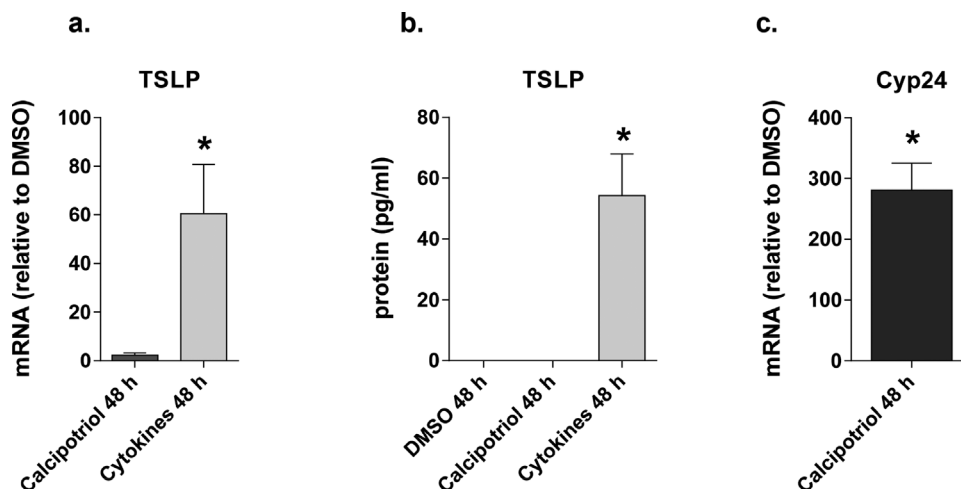 a.
TSLP
mRNA (relative to DMSO)
100
80
60
40
20
0
*
Calcipotriol 48 h
Cytokines 48 h
b.
TSLP
protein (pg/ml)
80
60
40
20
0
*
DMSO 48 h
Calcipotriol 48 h
Cytokines 48 h
c.
Cyp24
mRNA (relative to DMSO)
400
300
200
100
0
*
Calcipotriol 48 h